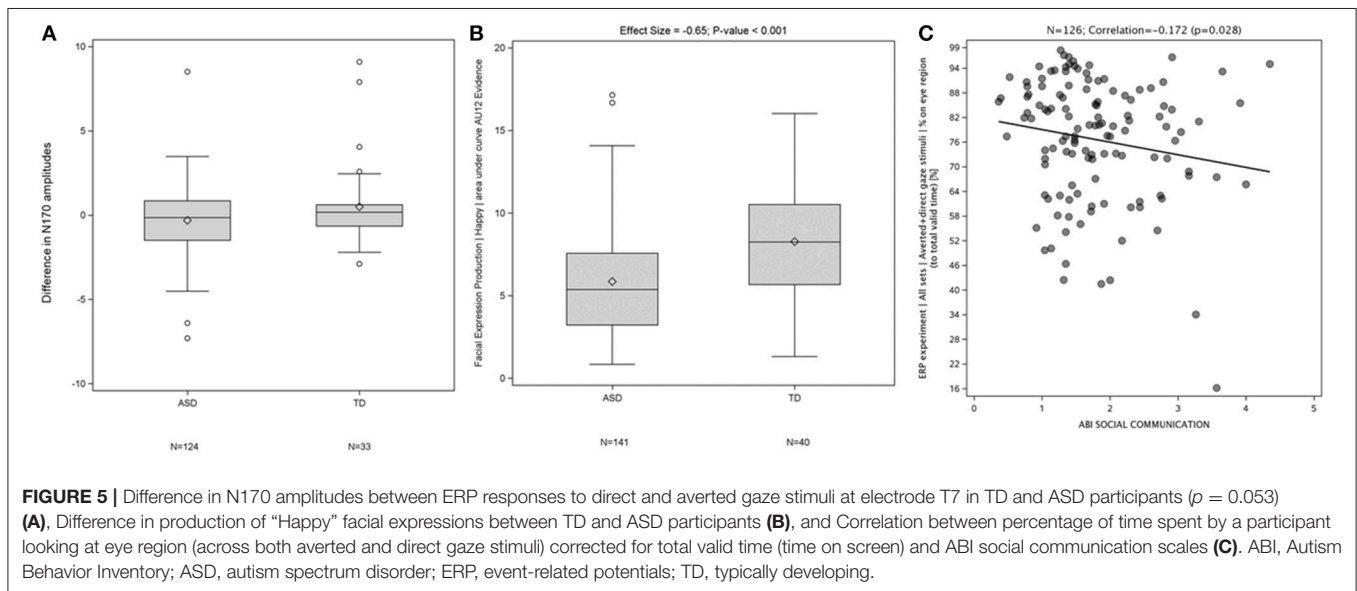 A
10
5
0
-5
-10
Difference in N170 amplitudes
ASD
TD
N=124
N=33
B
Effect Size = -0.65; P-value < 0.001
20
15
10
5
0
Facial Expression Production | Happy | area under curve AU12 Evidence
ASD
TD
N=141
N=40
C
N=126; Correlation=-0.172 (p=0.028)
99
94
88
82
76
70
64
58
52
46
40
34
28
22
16
ERP experiment | All sets | Averted+direct gaze stimuli | % on eye region
(to total valid time) [%]
0 1 2 3 4 5
ABI SOCIAL COMMUNICATION
FIGURE 5 | Difference in N170 amplitudes between ERP responses to direct and averted gaze stimuli at electrode T7 in TD and ASD participants (p = 0.053)
(A), Difference in production of “Happy” facial expressions between TD and ASD participants (B), and Correlation between percentage of time spent by a participant
looking at eye region (across both averted and direct gaze stimuli) corrected for total valid time (time on screen) and ABI social communication scales (C). ABI, Autism
Behavior Inventory; ASD, autism spectrum disorder; ERP, event-related potentials; TD, typically developing.